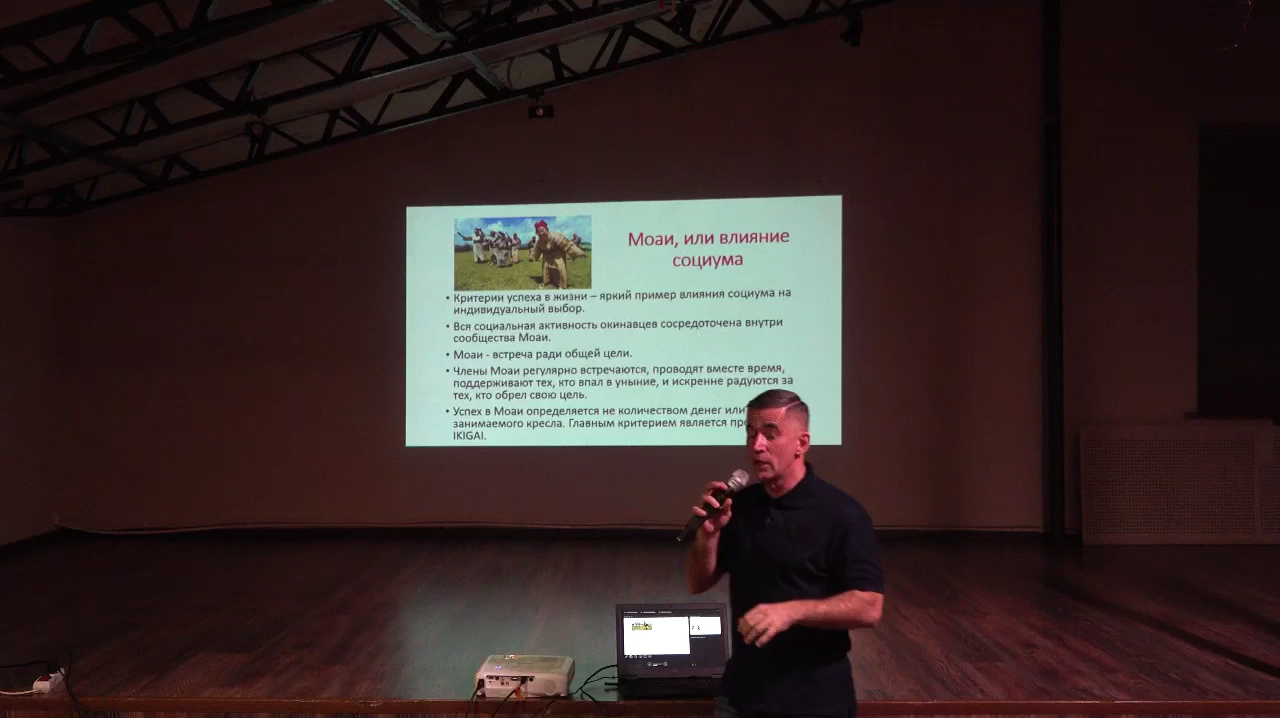 Моаи, или влияние
социума
• Критерии успеха в жизни – яркий пример влияния социума на
индивидуальный выбор.
• Вся социальная активность окинавцев сосредоточена внутри
сообщества Моаи.
• Моаи - встреча ради общей цели.
• Члены Моаи регулярно встречаются, проводят вместе время,
поддерживают тех, кто впал в уныние, и искренне радуются за
тех, кто обрел свою цель.
• Успех в Моаи определяется не количеством денег или
занимаемого кресла. Главным критерием является
IKIGAI.